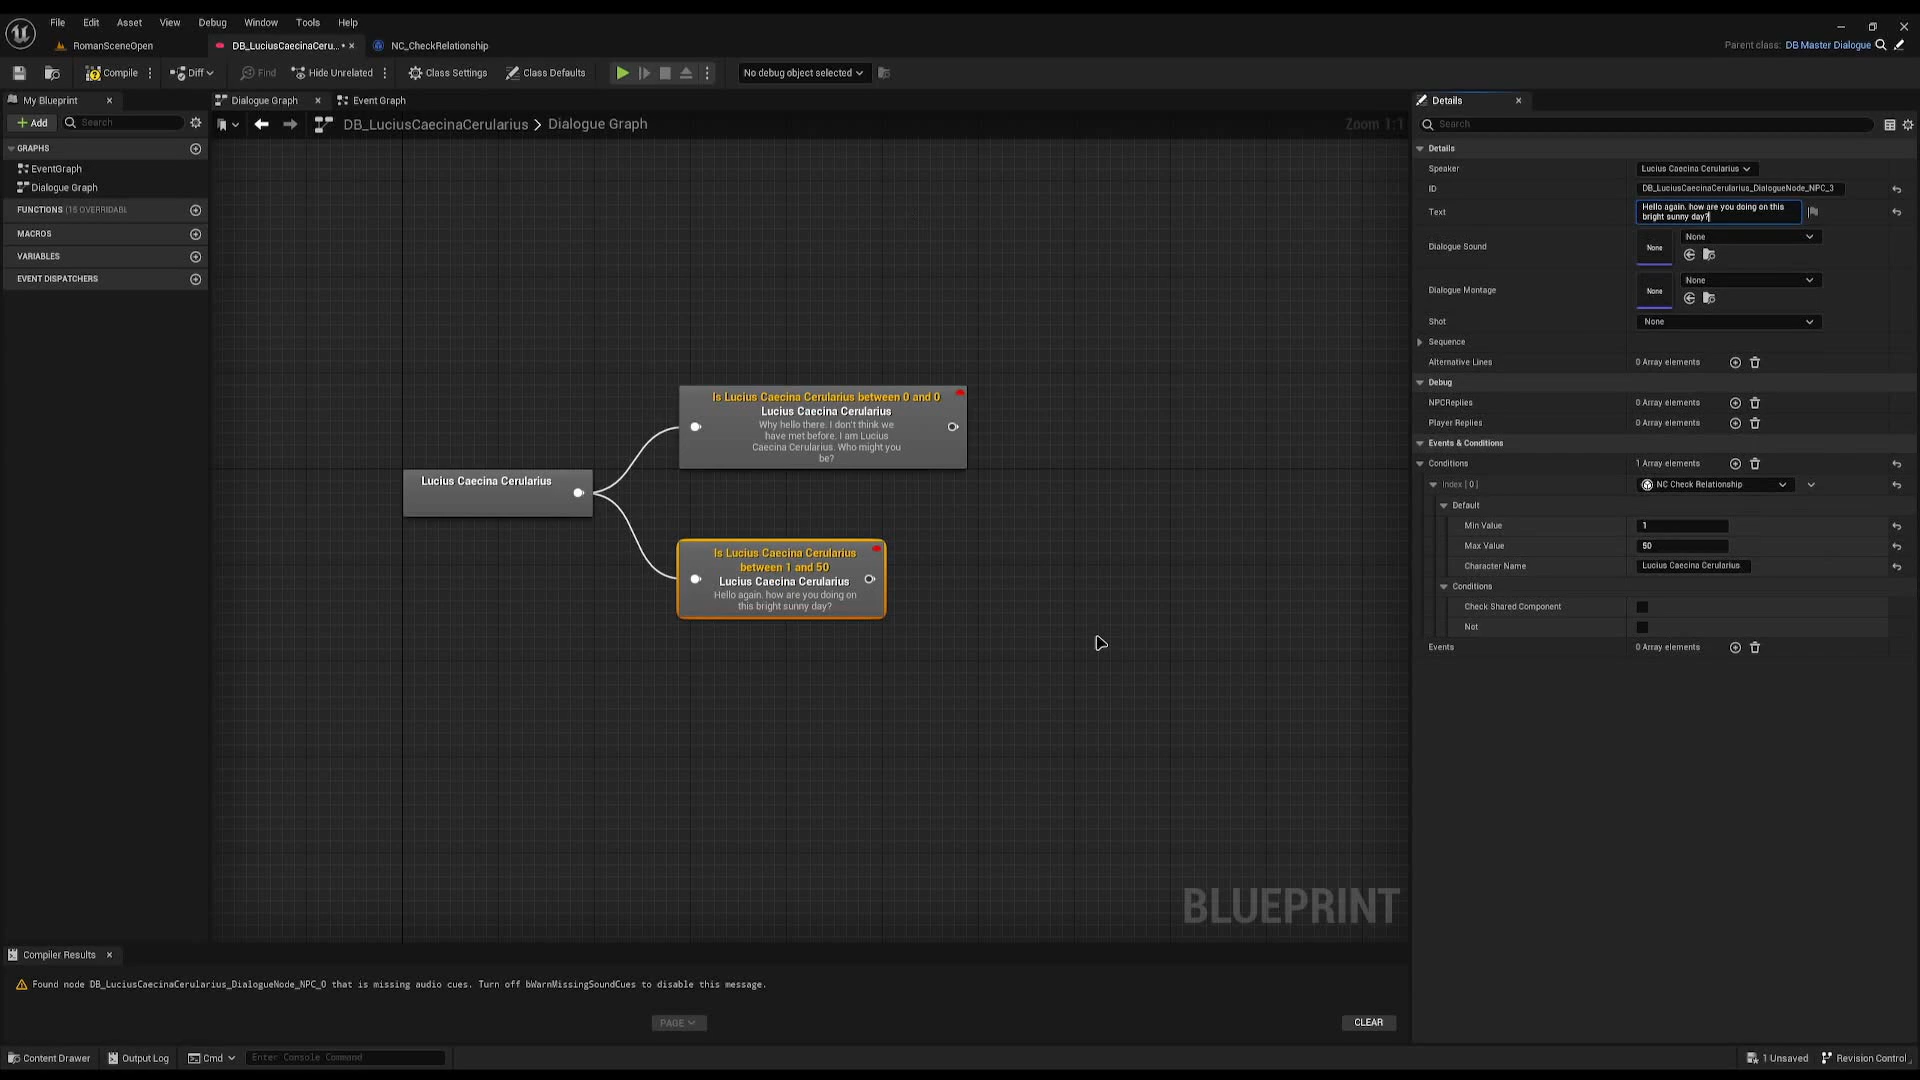 File Edit Asset View Debug Window Tools Help
RomanSceneOpen DB_LuciusCaecinaCeru... • NC_CheckRelationship
Parent class: DB Master Dialogue
Compile Diff Find Hide Unrelated Class Settings Class Defaults No debug object selected
My Blueprint Dialogue Graph Event Graph Details
Add Search DB_LuciusCaecinaCerularius > Dialogue Graph Zoom 1:1 Search
GRAPHS
EventGraph
Dialogue Graph
FUNCTIONS (16 OVERRIDABL
MACROS
VARIABLES
EVENT DISPATCHERS
Lucius Caecina Cerularius
Is Lucius Caecina Cerularius between 0 and 0
Lucius Caecina Cerularius
Why hello there. I don't think we
have met before. I am Lucius
Caecina Cerularius. Who might you
be?
Is Lucius Caecina Cerularius
between 1 and 50
Lucius Caecina Cerularius
Hello again. how are you doing on
this bright sunny day?
BLUEPRINT
Details
Speaker Lucius Caecina Cerularius
ID DB_LuciusCaecinaCerularius_DialogueNode_NPC_3
Text Hello again. how are you doing on this
bright sunny day?
Dialogue Sound None None
Dialogue Montage None None
Shot None
Sequence
Alternative Lines 0 Array elements
Debug
NPCReplies 0 Array elements
Player Replies 0 Array elements
Events & Conditions
Conditions 1 Array elements
Index [ 0 ] NC Check Relationship
Default
Min Value 1
Max Value 50
Character Name Lucius Caecina Cerularius
Conditions
Check Shared Component
Not
Events 0 Array elements
Compiler Results
Found node DB_LuciusCaecinaCerularius_DialogueNode_NPC_0 that is missing audio cues. Turn off bWarnMissingSoundCues to disable this message.
PAGE CLEAR
Content Drawer Output Log Cmd Enter Console Command 1 Unsaved Revision Control